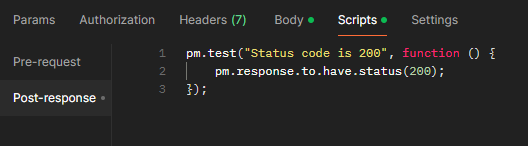 Params Authorization Headers (7) Body Scripts Settings
Pre-request
Post-response
1 pm.test("Status code is 200", function () {
2 pm.response.to.have.status(200);
3 });